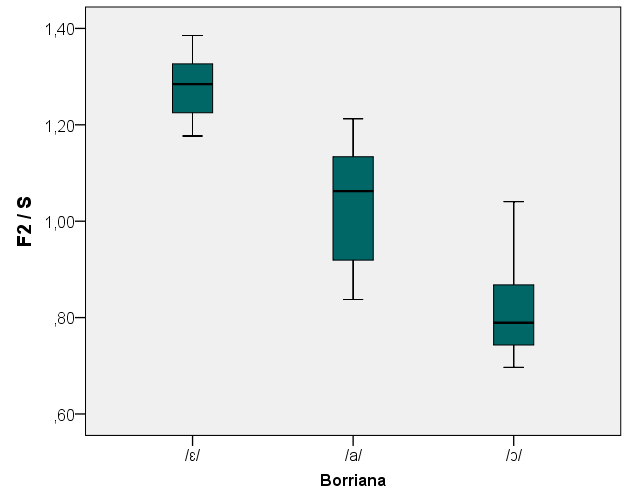 1,40
1,20
1,00
,80
,60
F2 / S
/ɛ/ /a/ /ɔ/
Borriana